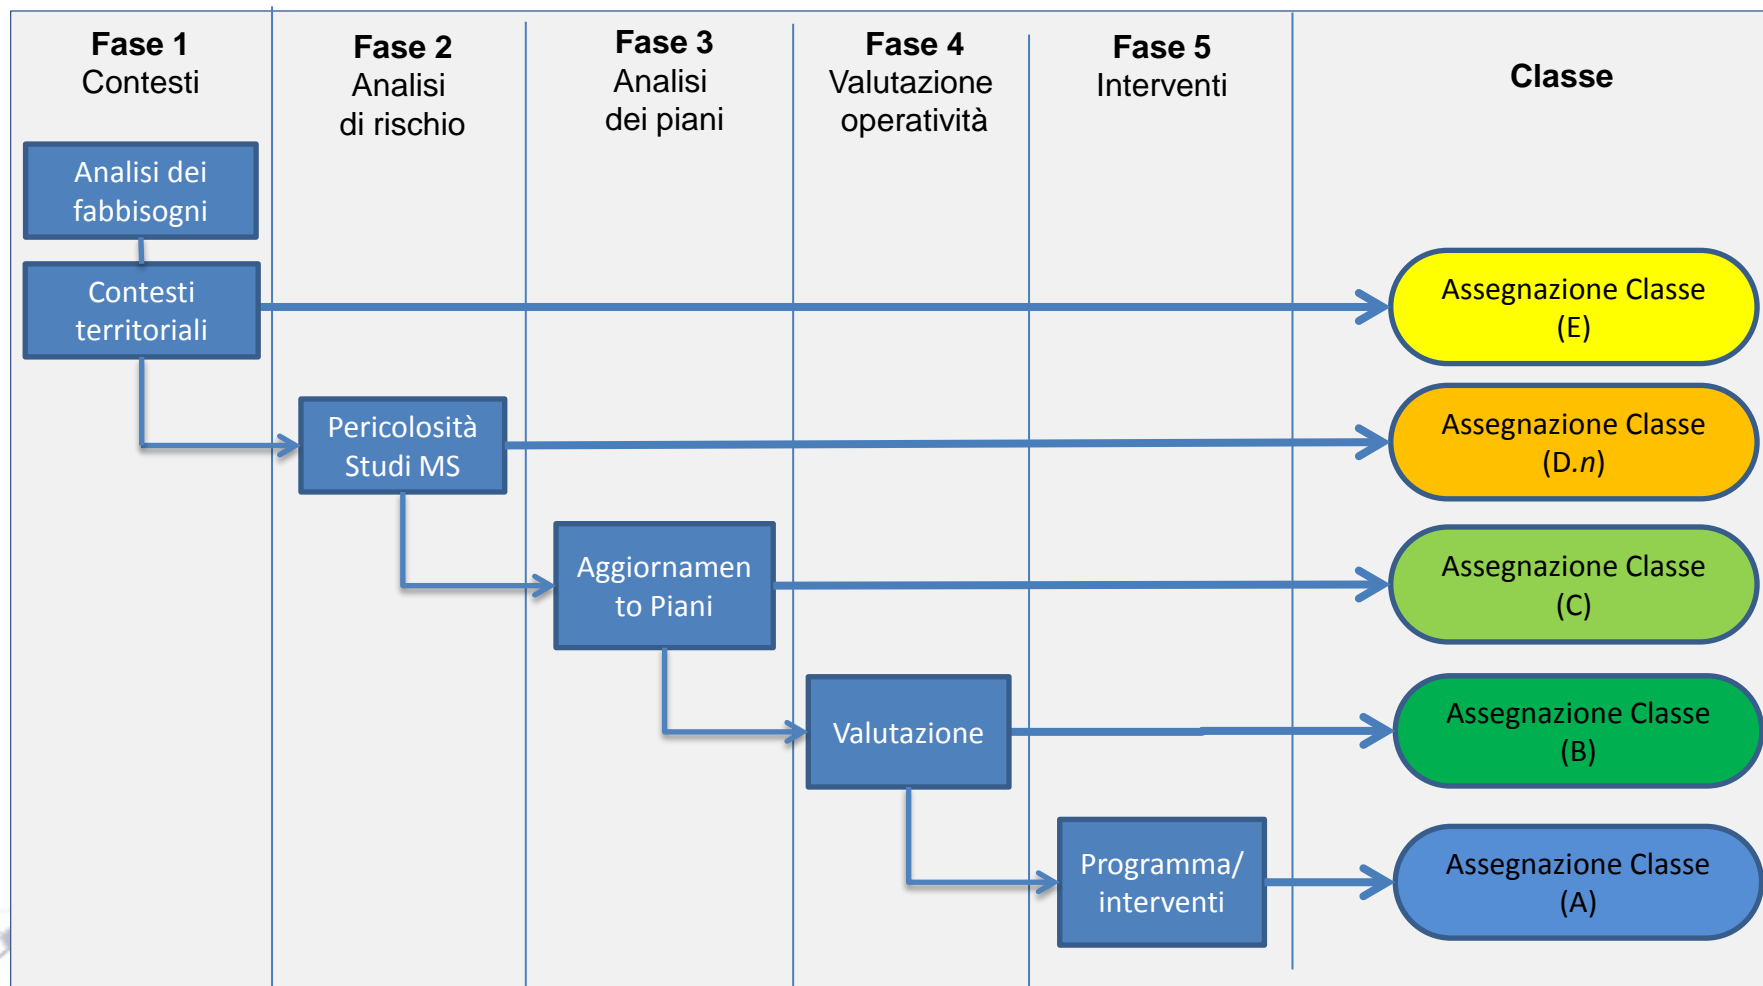 Fase 1
Contesti
Fase 2
Analisi
di rischio
Fase 3
Analisi
dei piani
Fase 4
Valutazione
operatività
Fase 5
Interventi
Classe
Analisi dei
fabbisogni
Contesti
territoriali
Assegnazione Classe
(E)
Pericolosità
Studi MS
Assegnazione Classe
(D.n)
Aggiornamen
to Piani
Assegnazione Classe
(C)
Valutazione
Assegnazione Classe
(B)
Programma/
interventi
Assegnazione Classe
(A)